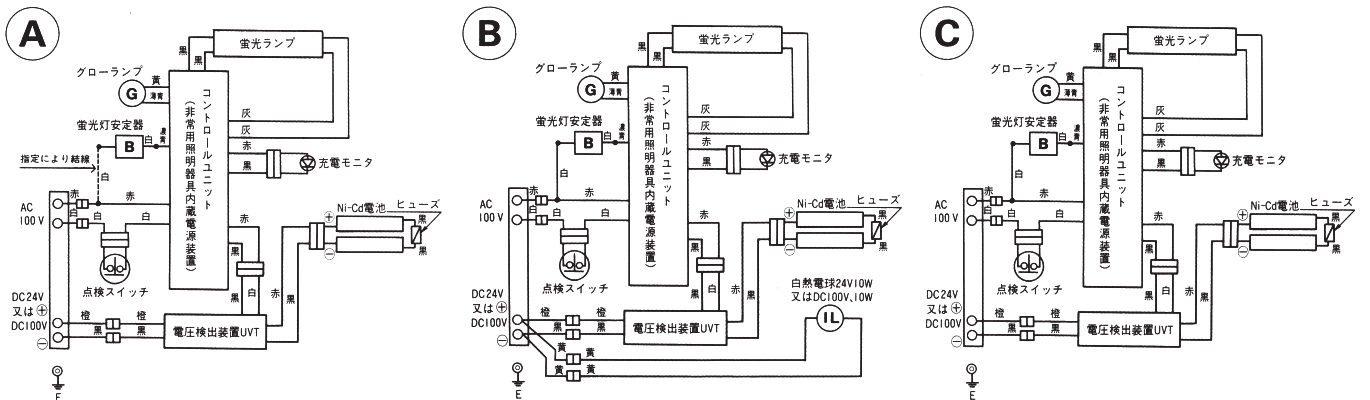 A
蛍光ランプ
黒
黒
グローランプ
黄
薄青
G
コントロールユニット
(非常用照明器具内蔵電源装置)
灰
灰
蛍光灯安定器
B
白
濃青
赤
黒
充電モニタ
指定により結線
白
赤
赤
AC
100V
白
白
白
点検スイッチ
赤
Ni-Cd電池
ヒューズ
⊕
⊖
黒
黒
黒
黒
白
赤
黒
DC24V
又は⊕
DC100V
⊖
橙
橙
黒
黒
電圧検出装置UVT
E
B
蛍光ランプ
黒
黒
グローランプ
黄
薄青
G
コントロールユニット
(非常用照明器具内蔵電源装置)
灰
灰
蛍光灯安定器
B
白
濃青
赤
黒
充電モニタ
白
赤
赤
AC
100V
白
白
白
点検スイッチ
赤
Ni-Cd電池
ヒューズ
⊕
⊖
黒
黒
黒
黒
白
赤
黒
白熱電球24V10W
又はDC100V、10W
IL
DC24V
又は⊕
DC100V
⊖
橙
橙
黒
黒
電圧検出装置UVT
黄
黄
黄
黄
E
C
蛍光ランプ
黒
黒
グローランプ
黄
薄青
G
コントロールユニット
(非常用照明器具内蔵電源装置)
灰
灰
蛍光灯安定器
B
白
濃青
赤
黒
充電モニタ
白
赤
赤
AC
100V
白
白
白
点検スイッチ
赤
Ni-Cd電池
ヒューズ
⊕
⊖
黒
黒
黒
黒
白
赤
黒
DC24V
又は⊕
DC100V
⊖
橙
橙
黒
黒
電圧検出装置UVT
E